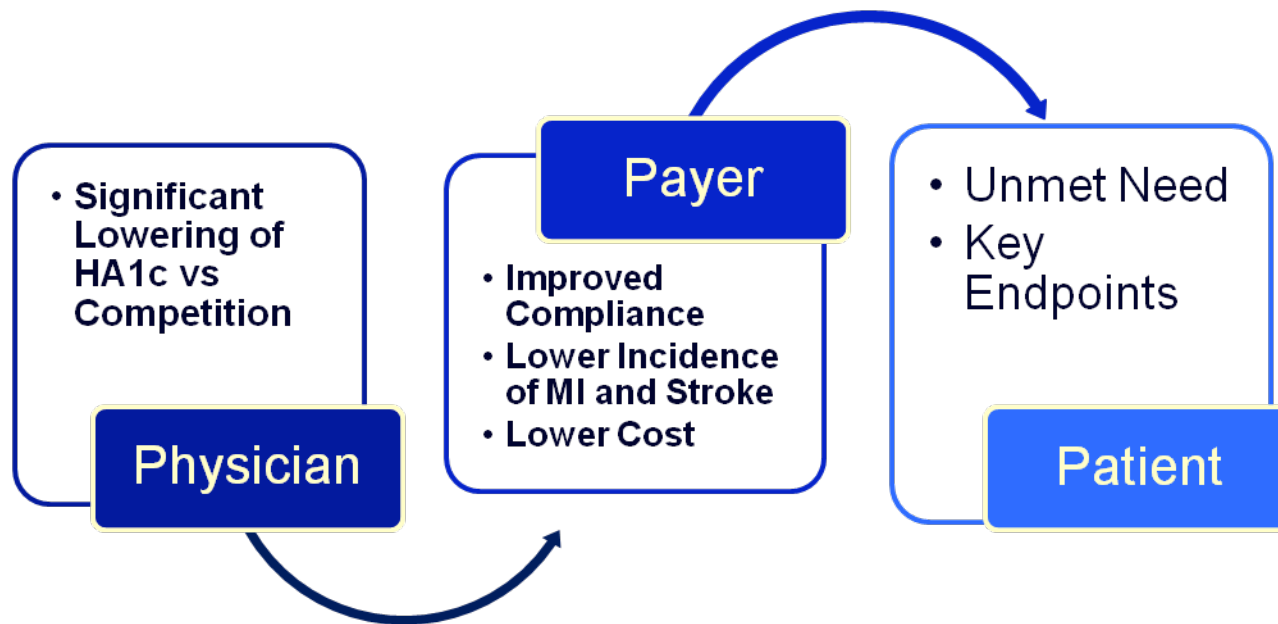 • Significant
Lowering of
HA1c vs
Competition
Physician
Payer
• Improved
Compliance
• Lower Incidence
of MI and Stroke
• Lower Cost
• Unmet Need
• Key
Endpoints
Patient